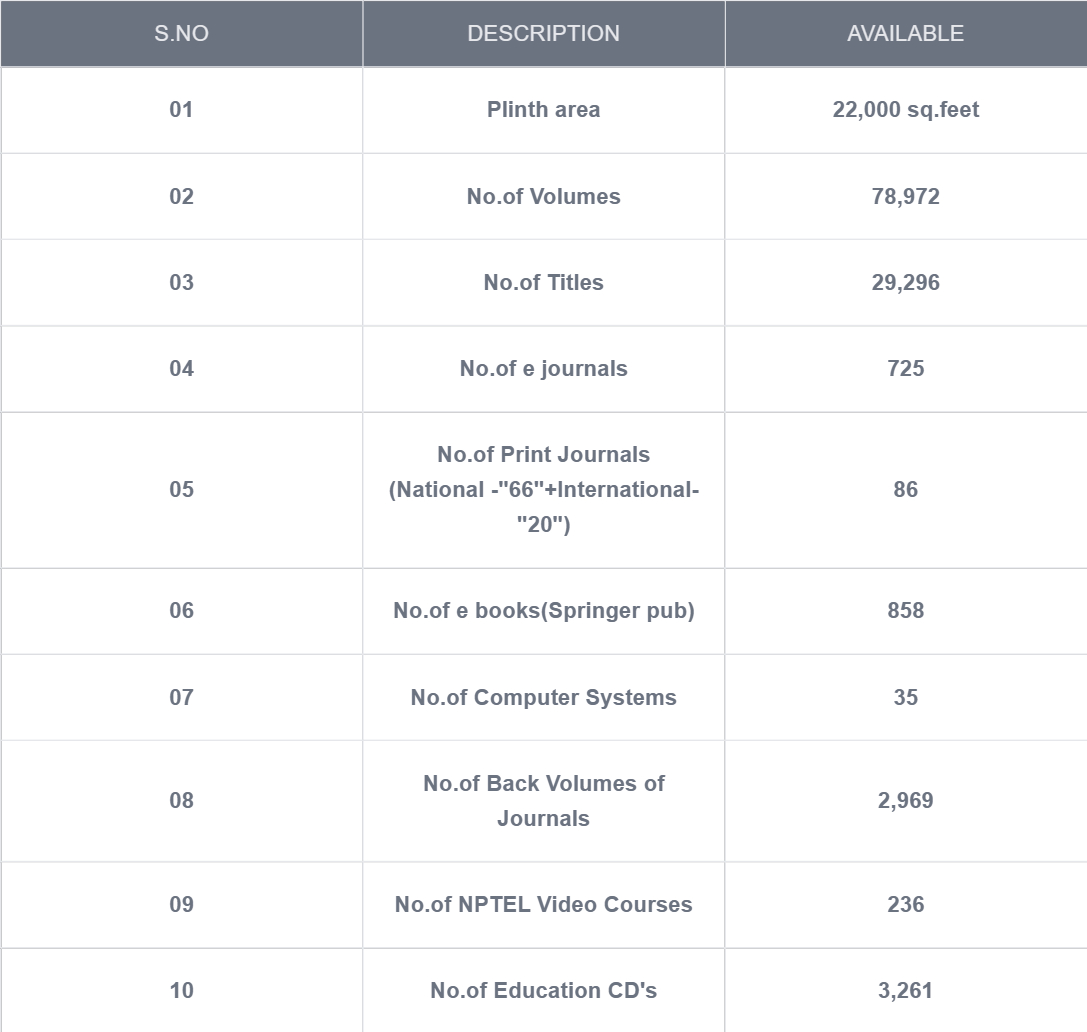 S.NO DESCRIPTION AVAILABLE
01 Plinth area 22,000 sq.feet
02 No.of Volumes 78,972
03 No.of Titles 29,296
04 No.of e journals 725
No.of Print Journals
05 (National -"66"+International- 86
"20")
06 No.of e books(Springer pub) 858
07 No.of Computer Systems 35
No.of Back Volumes of
08 2,969
Journals
09 No.of NPTEL Video Courses 236
10 No.of Education CD's 3,261